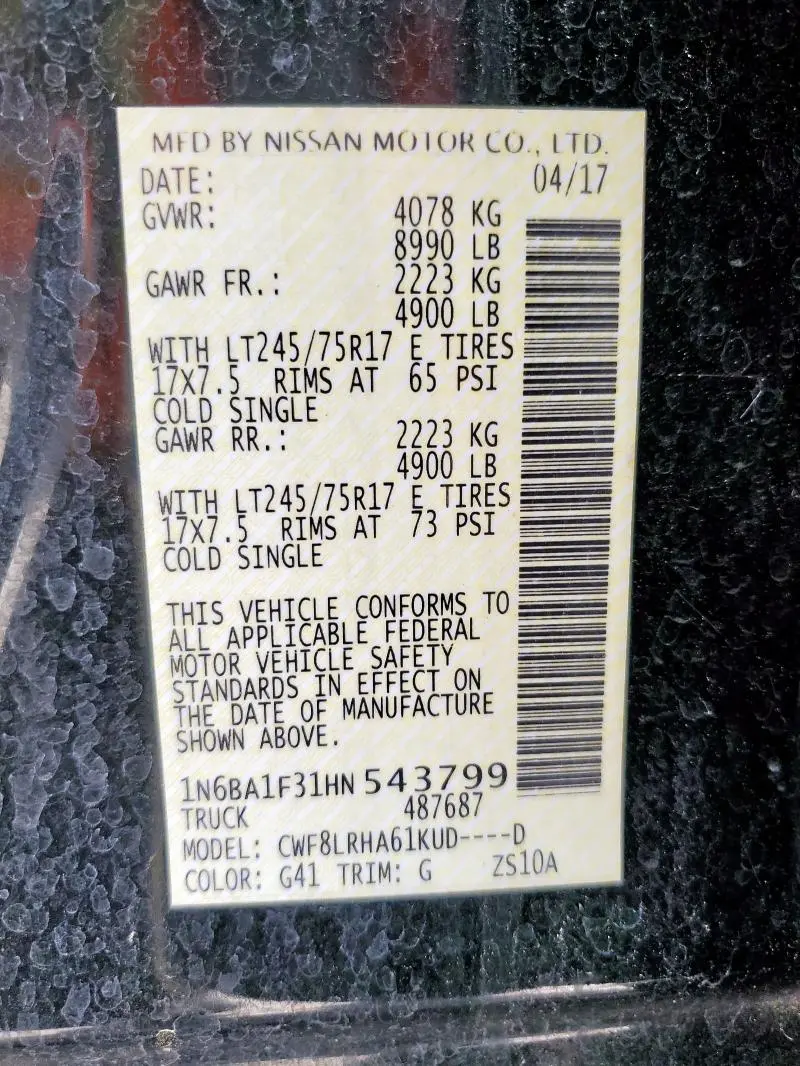 MFD BY NISSAN MOTOR CO., LTD.
DATE: 04/17
GVWR: 4078 KG
8990 LB
GAWR FR.: 2223 KG
4900 LB
WITH LT245/75R17 E TIRES
17X7.5 RIMS AT 65 PSI
COLD SINGLE
GAWR RR.: 2223 KG
4900 LB
WITH LT245/75R17 E TIRES
17X7.5 RIMS AT 73 PSI
COLD SINGLE
THIS VEHICLE CONFORMS TO
ALL APPLICABLE FEDERAL
MOTOR VEHICLE SAFETY
STANDARDS IN EFFECT ON
THE DATE OF MANUFACTURE
SHOWN ABOVE.
1N6BA1F31HN543799
TRUCK 487687
MODEL: CWF8LRHA61KUD----D
COLOR: G41 TRIM: G ZS10A